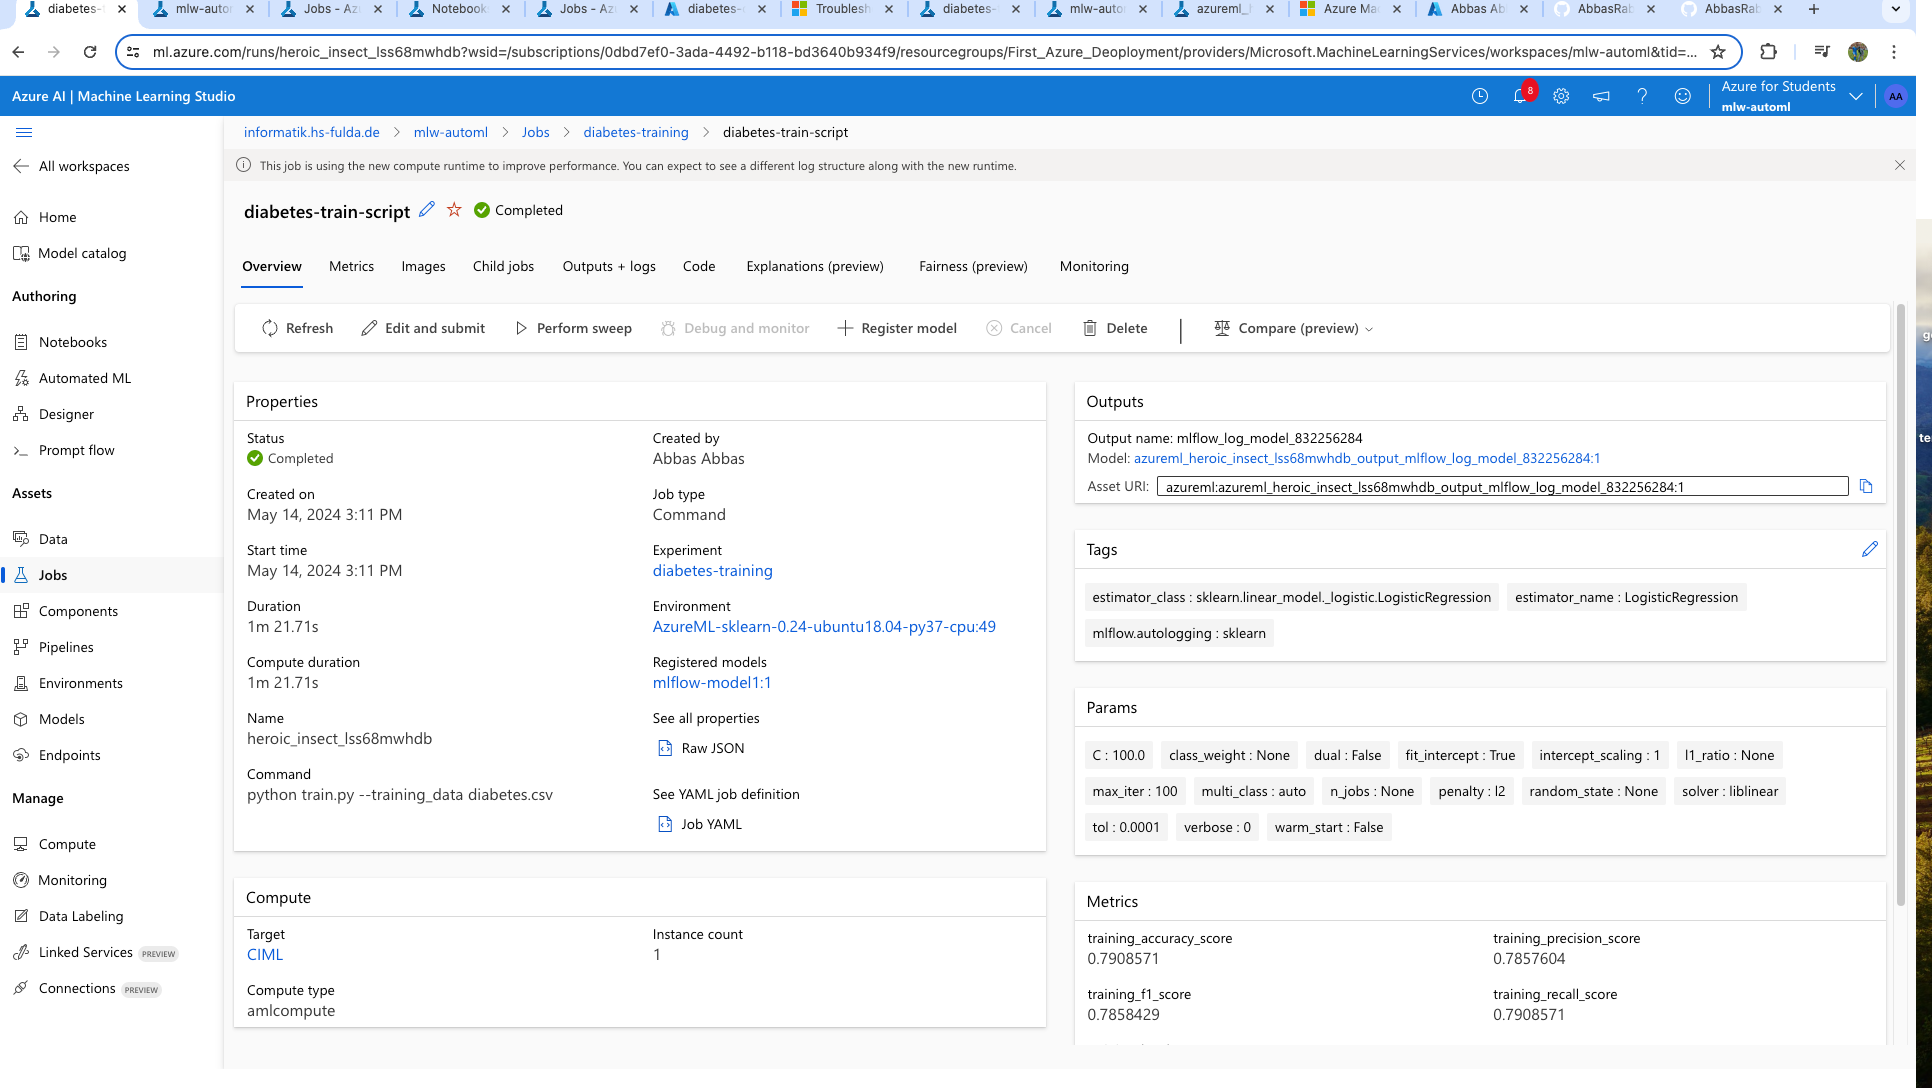 diabetes-
mlw-autom
Jobs - Azu
Notebook
Jobs - Azu
diabetes-
Troublesh
diabetes-
mlw-autom
azureml_h
Azure Ma
Abbas Ab
AbbasRab
AbbasRab
ml.azure.com/runs/heroic_insect_lss68mwhdb?wsid=/subscriptions/0dbd7ef0-3ada-4492-b118-bd3640b934f9/resourcegroups/First_Azure_Deoployment/providers/Microsoft.MachineLearningServices/workspaces/mlw-automl&tid=...
Azure AI | Machine Learning Studio
8
Azure for Students
mlw-automl
AA
informatik.hs-fulda.de > mlw-automl > Jobs > diabetes-training > diabetes-train-script
This job is using the new compute runtime to improve performance. You can expect to see a different log structure along with the new runtime.
All workspaces
Home
Model catalog
Authoring
Notebooks
Automated ML
Designer
Prompt flow
Assets
Data
Jobs
Components
Pipelines
Environments
Models
Endpoints
Manage
Compute
Monitoring
Data Labeling
Linked Services PREVIEW
Connections PREVIEW
diabetes-train-script Completed
Overview Metrics Images Child jobs Outputs + logs Code Explanations (preview) Fairness (preview) Monitoring
Refresh Edit and submit Perform sweep Debug and monitor Register model Cancel Delete | Compare (preview)
Properties
Status
Completed
Created on
May 14, 2024 3:11 PM
Start time
May 14, 2024 3:11 PM
Duration
1m 21.71s
Compute duration
1m 21.71s
Name
heroic_insect_lss68mwhdb
Command
python train.py --training_data diabetes.csv
Created by
Abbas Abbas
Job type
Command
Experiment
diabetes-training
Environment
AzureML-sklearn-0.24-ubuntu18.04-py37-cpu:49
Registered models
mlflow-model1:1
See all properties
Raw JSON
See YAML job definition
Job YAML
Compute
Target
CIML
Instance count
1
Compute type
amlcompute
Outputs
Output name: mlflow_log_model_832256284
Model: azureml_heroic_insect_lss68mwhdb_output_mlflow_log_model_832256284:1
Asset URI: azureml:azureml_heroic_insect_lss68mwhdb_output_mlflow_log_model_832256284:1
Tags
estimator_class : sklearn.linear_model._logistic.LogisticRegression estimator_name : LogisticRegression
mlflow.autologging : sklearn
Params
C : 100.0 class_weight : None dual : False fit_intercept : True intercept_scaling : 1 l1_ratio : None
max_iter : 100 multi_class : auto n_jobs : None penalty : l2 random_state : None solver : liblinear
tol : 0.0001 verbose : 0 warm_start : False
Metrics
training_accuracy_score
0.7908571
training_precision_score
0.7857604
training_f1_score
0.7858429
training_recall_score
0.7908571
g
te